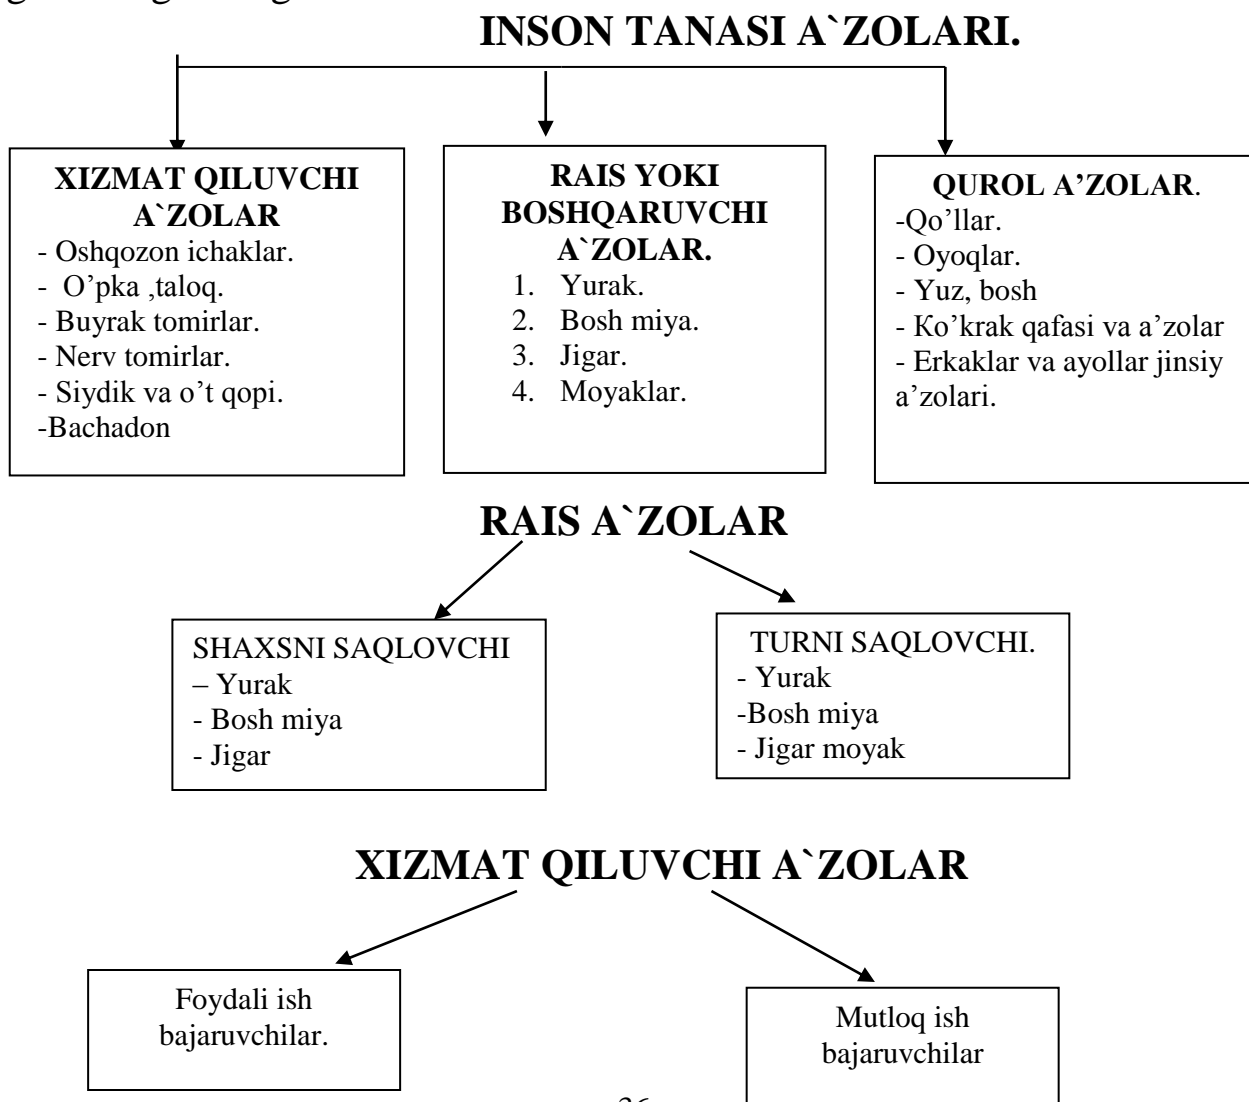 INSON TANASI A`ZOLARI.
XIZMAT QILUVCHI
A`ZOLAR
- Oshqozon ichaklar.
-  O’pka ,taloq.
- Buyrak tomirlar.
- Nerv tomirlar.
- Siydik va o’t qopi.
-Bachadon
RAIS YOKI
BOSHQARUVCHI
A`ZOLAR.
1. Yurak.
2. Bosh miya.
3. Jigar.
4. Moyaklar.
QUROL A’ZOLAR.
-Qo’llar.
- Oyoqlar.
- Yuz, bosh
- Ko’krak qafasi va a’zolar
- Erkaklar va ayollar jinsiy
a’zolari.
RAIS A`ZOLAR
SHAXSNI SAQLOVCHI
– Yurak
- Bosh miya
- Jigar
TURNI SAQLOVCHI.
- Yurak
-Bosh miya
- Jigar moyak
XIZMAT QILUVCHI A`ZOLAR
Foydali ish
bajaruvchilar.
Mutloq ish
bajaruvchilar